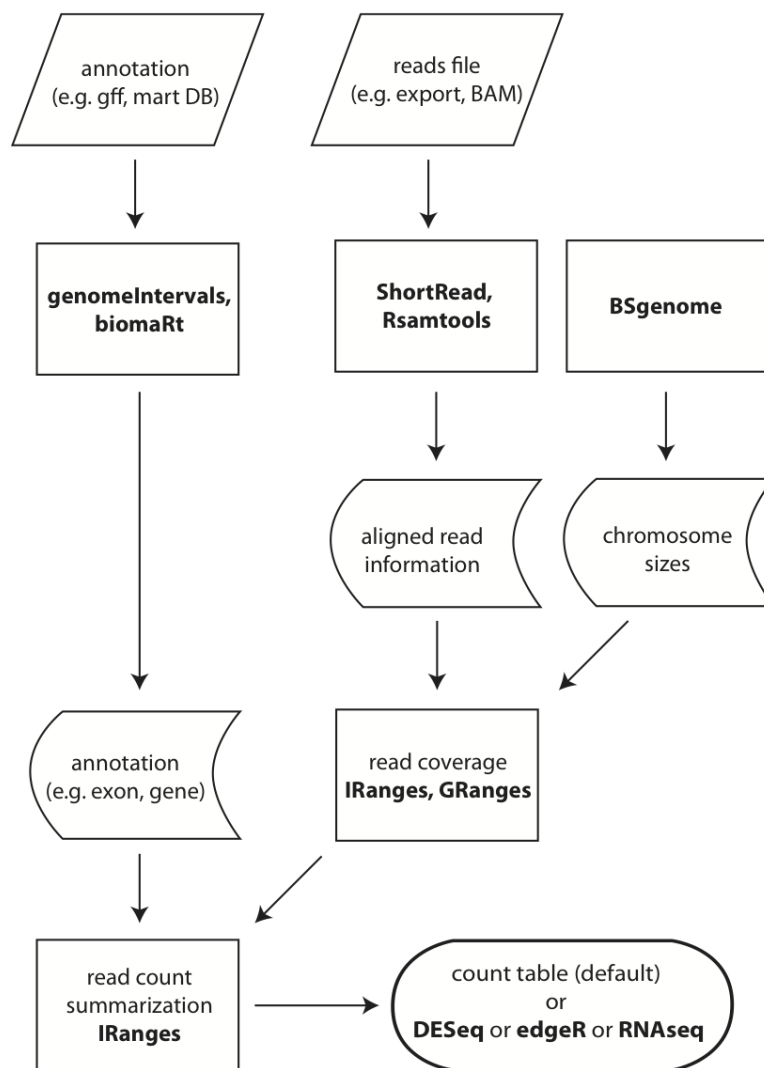 annotation
(e.g. gff, mart DB)
reads file
(e.g. export, BAM)
genomeIntervals,
biomaRt
ShortRead,
Rsamtools
BSgenome
aligned read
information
chromosome
sizes
annotation
(e.g. exon, gene)
read coverage
IRanges, GRanges
read count
summarization
IRanges
count table (default)
or
DESeq or edgeR or RNAseq